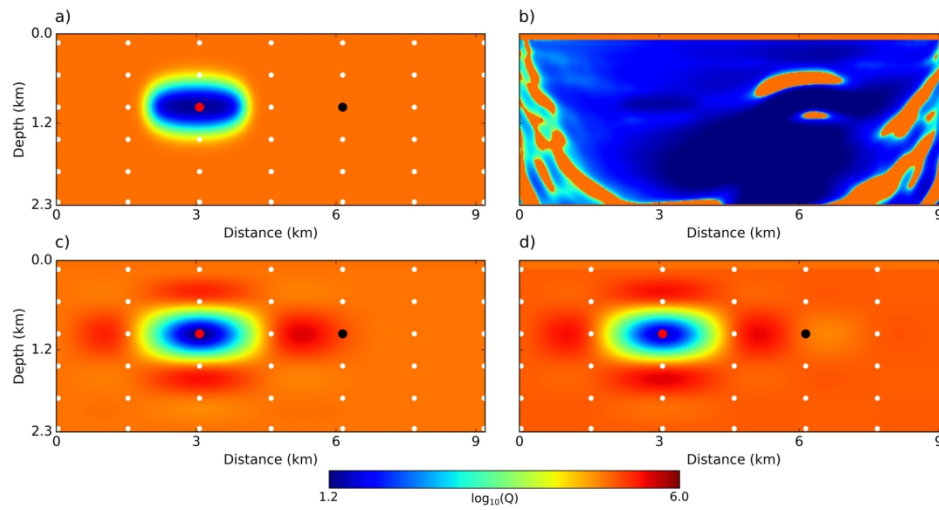 a)
b)
0.0
Depth (km)
1.2
2.3
0
3
6
9
Distance (km)
0
3
6
9
Distance (km)
c)
d)
0.0
Depth (km)
1.2
2.3
0
3
6
9
Distance (km)
0
3
6
9
Distance (km)
1.2
log₁₀(Q)
6.0